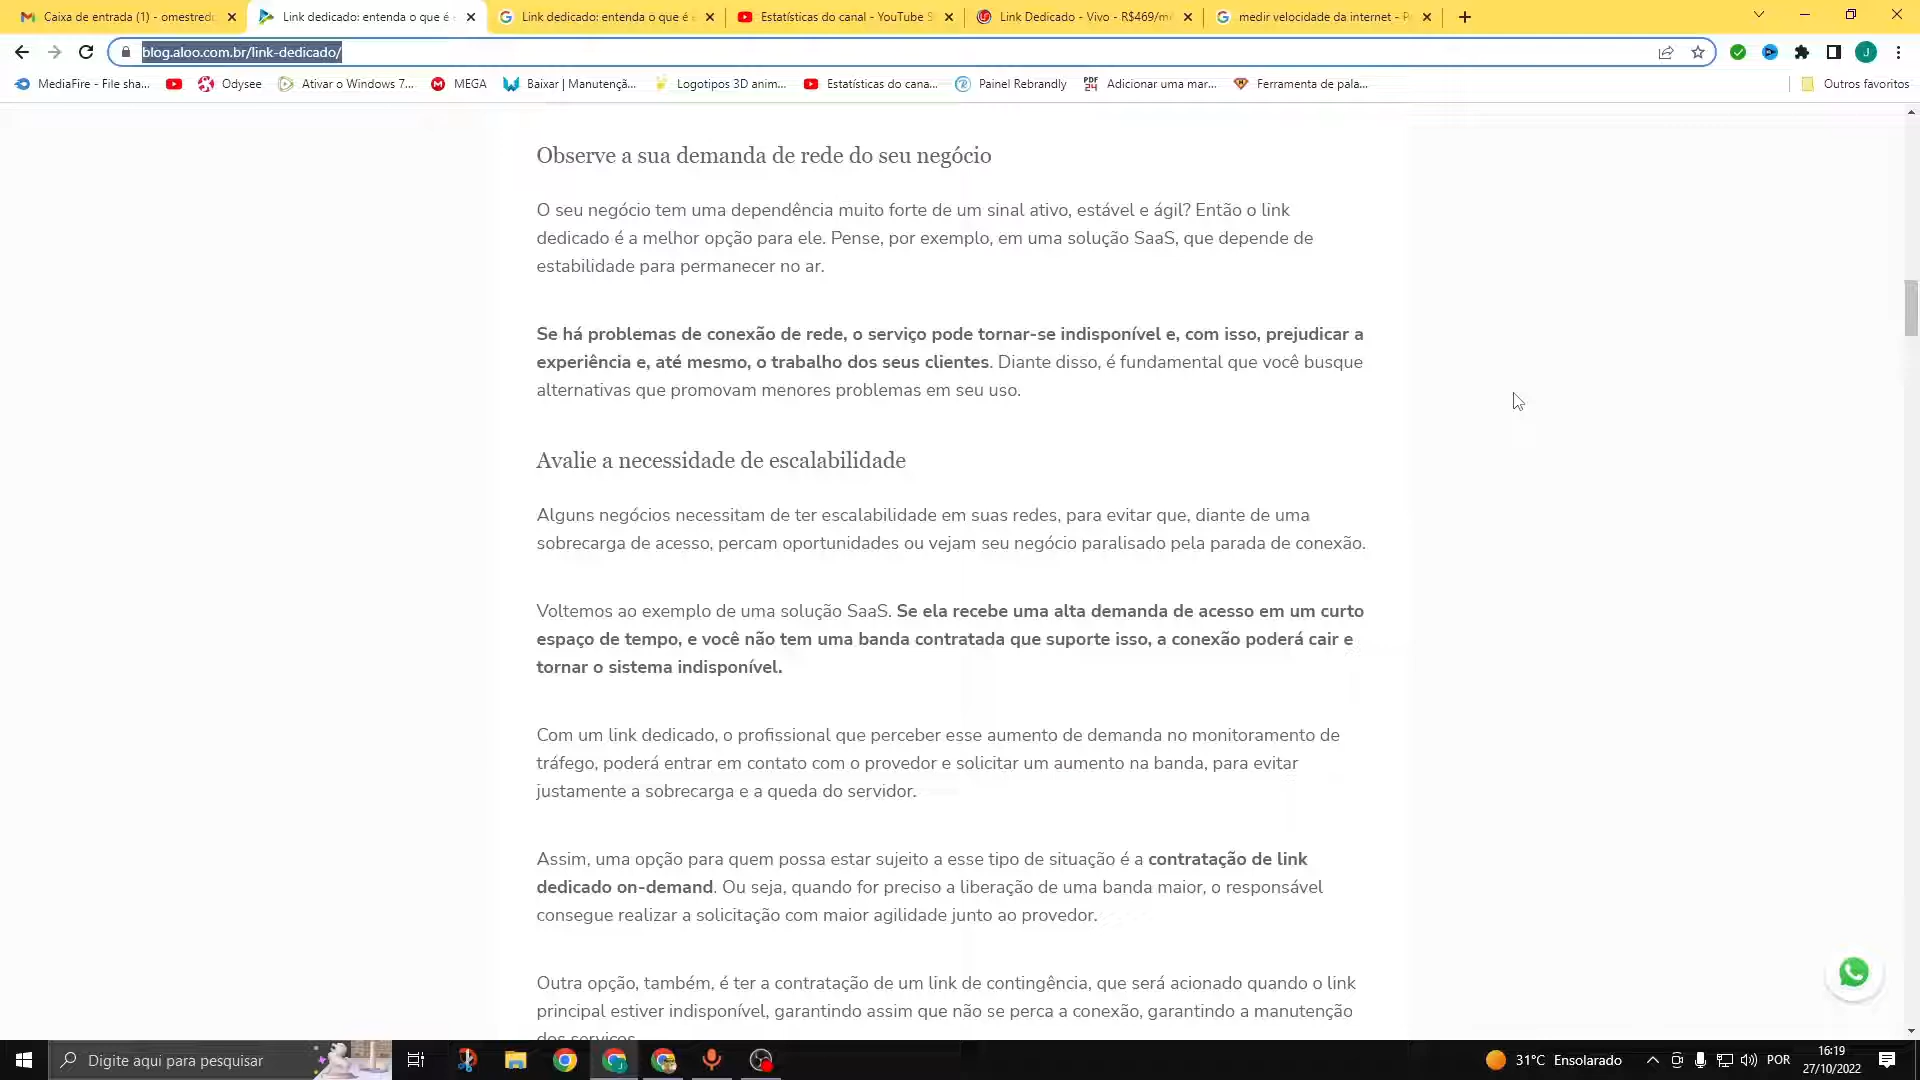 Caixa de entrada (1) - omestred
Link dedicado: entenda o que é
Link dedicado: entenda o que é
Estatísticas do canal - YouTube S
Link Dedicado - Vivo - R$469/m
medir velocidade da internet - P
blog.aloo.com.br/link-dedicado/
J
MediaFire - File sha...
Odysee
Ativar o Windows 7...
MEGA
Baixar | Manutençã...
Logotipos 3D anim...
Estatísticas do cana...
Painel Rebrandly
PDF 24
Adicionar uma mar...
Ferramenta de pala...
Outros favoritos
Observe a sua demanda de rede do seu negócio
O seu negócio tem uma dependência muito forte de um sinal ativo, estável e ágil? Então o link
dedicado é a melhor opção para ele. Pense, por exemplo, em uma solução SaaS, que depende de
estabilidade para permanecer no ar.
Se há problemas de conexão de rede, o serviço pode tornar-se indisponível e, com isso, prejudicar a
experiência e, até mesmo, o trabalho dos seus clientes. Diante disso, é fundamental que você busque
alternativas que promovam menores problemas em seu uso.
Avalie a necessidade de escalabilidade
Alguns negócios necessitam de ter escalabilidade em suas redes, para evitar que, diante de uma
sobrecarga de acesso, percam oportunidades ou vejam seu negócio paralisado pela parada de conexão.
Voltemos ao exemplo de uma solução SaaS. Se ela recebe uma alta demanda de acesso em um curto
espaço de tempo, e você não tem uma banda contratada que suporte isso, a conexão poderá cair e
tornar o sistema indisponível.
Com um link dedicado, o profissional que perceber esse aumento de demanda no monitoramento de
tráfego, poderá entrar em contato com o provedor e solicitar um aumento na banda, para evitar
justamente a sobrecarga e a queda do servidor.
Assim, uma opção para quem possa estar sujeito a esse tipo de situação é a contratação de link
dedicado on-demand. Ou seja, quando for preciso a liberação de uma banda maior, o responsável
consegue realizar a solicitação com maior agilidade junto ao provedor.
Outra opção, também, é ter a contratação de um link de contingência, que será acionado quando o link
principal estiver indisponível, garantindo assim que não se perca a conexão, garantindo a manutenção
dos serviços.
Digite aqui para pesquisar
31°C Ensolarado
POR
16:19
27/10/2022